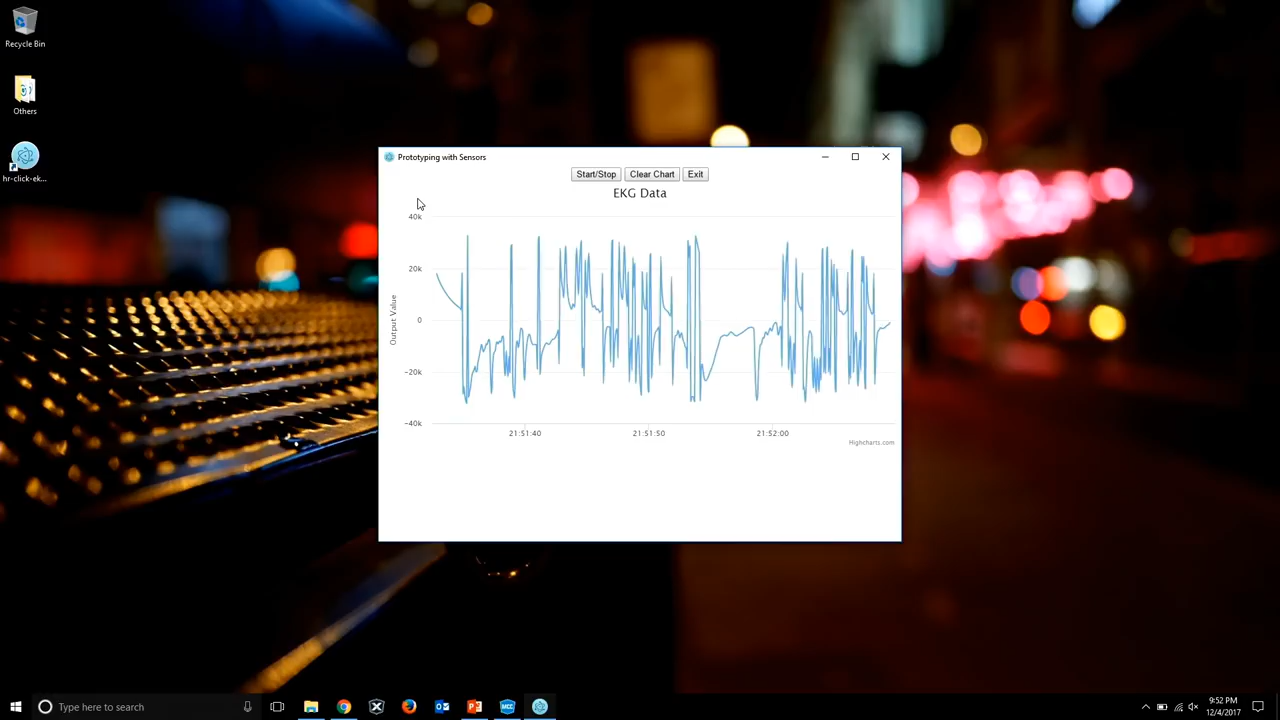 Recycle Bin
Others
hr-click-ek...
Prototyping with Sensors
Start/Stop
Clear Chart
Exit
EKG Data
40k
20k
0
-20k
-40k
Output Value
21:51:40
21:51:50
21:52:00
Highcharts.com
Type here to search
9:52 PM
12/4/2017